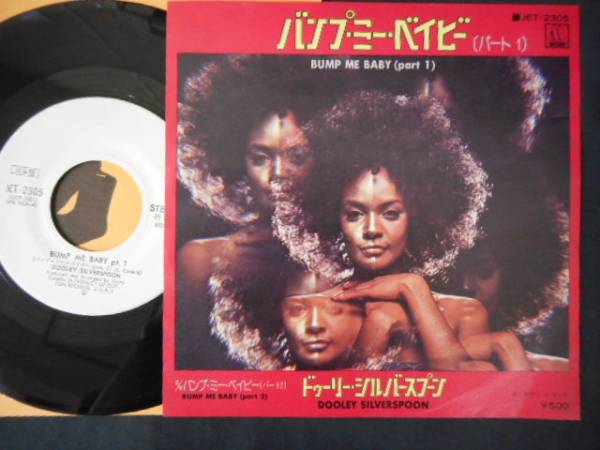 バンプ・ミー・ベイビー(パート1)
BUMP ME BABY (part 1)
JET-2305
JET 2305
STE
45
BUMP ME BABY pt. 1
DOOLEY SILVERSPOON
c/w バンプ・ミー・ベイビー(パート2)
BUMP ME BABY (part 2)
ドゥーリー・シルバースプーン
DOOLEY SILVERSPOON
¥500